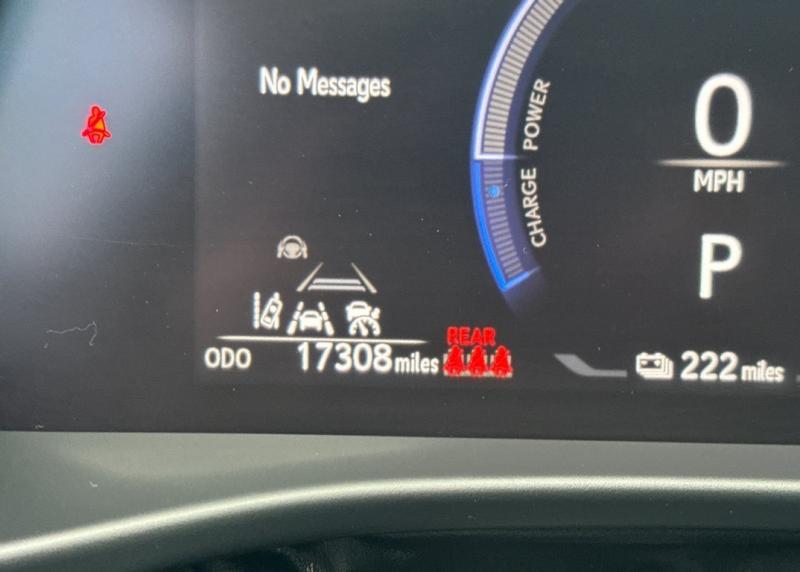 No Messages
CHARGE POWER
0
MPH
P
REAR
ODO 17308 miles
222 miles